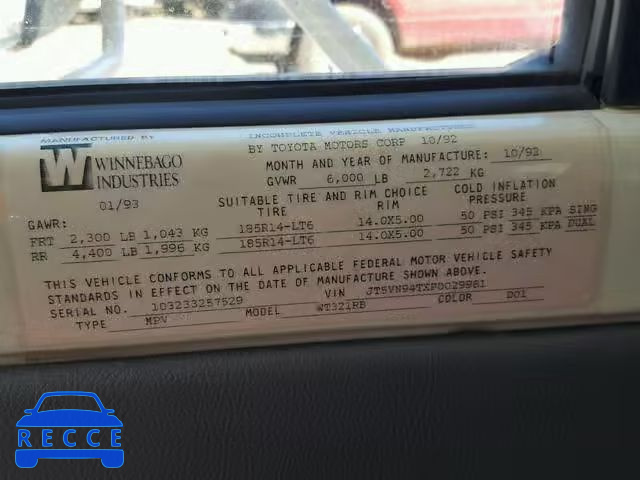 MANUFACTURED BY
INCOMPLETE VEHICLE MANUFACTURED
BY TOYOTA MOTORS CORP 10/92
W WINNEBAGO
INDUSTRIES
MONTH AND YEAR OF MANUFACTURE: 10/92
GVWR 6,000 LB 2,722 KG
01/93
SUITABLE TIRE AND RIM CHOICE
COLD INFLATION
GAWR: TIRE RIM PRESSURE
FRT 2,300 LB 1,043 KG 185R14-LT6 14.0X5.00 50 PSI 345 KPA SING
RR 4,400 LB 1,996 KG 185R14-LT6 14.0X5.00 50 PSI 345 KPA DUAL
THIS VEHICLE CONFORMS TO ALL APPLICABLE FEDERAL MOTOR VEHICLE SAFETY
STANDARDS IN EFFECT ON THE DATE OF MANUFACTURE SHOWN ABOVE.
SERIAL NO. 103233257529 VIN JT5VN94TXP0029981
TYPE MPV MODEL WT321RB COLOR D01
RECCE